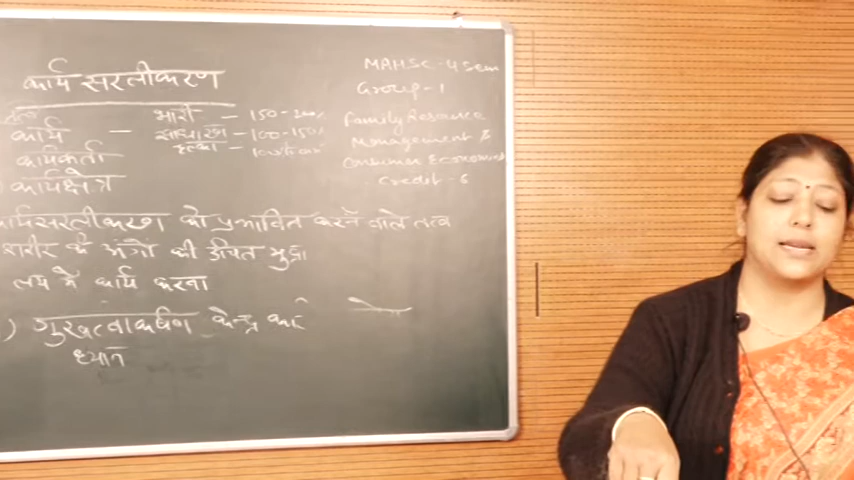 कार्य सरलीकरण
MAHSC - 4 Sem
Group - 1
कार्य — भारी — 150-200%
साधारण — 100-150%
हल्का —
Family Resource
Management &
कार्यकर्ता
Consumer Economics
कार्यक्षेत्र
Credit - 6
कार्यसरलीकरण को प्रभावित करने वाले तत्व
शरीर के अंगों की उचित मुद्रा
लय में कार्य करना
) गुरुत्वाकर्षण केन्द्र का
ध्यान